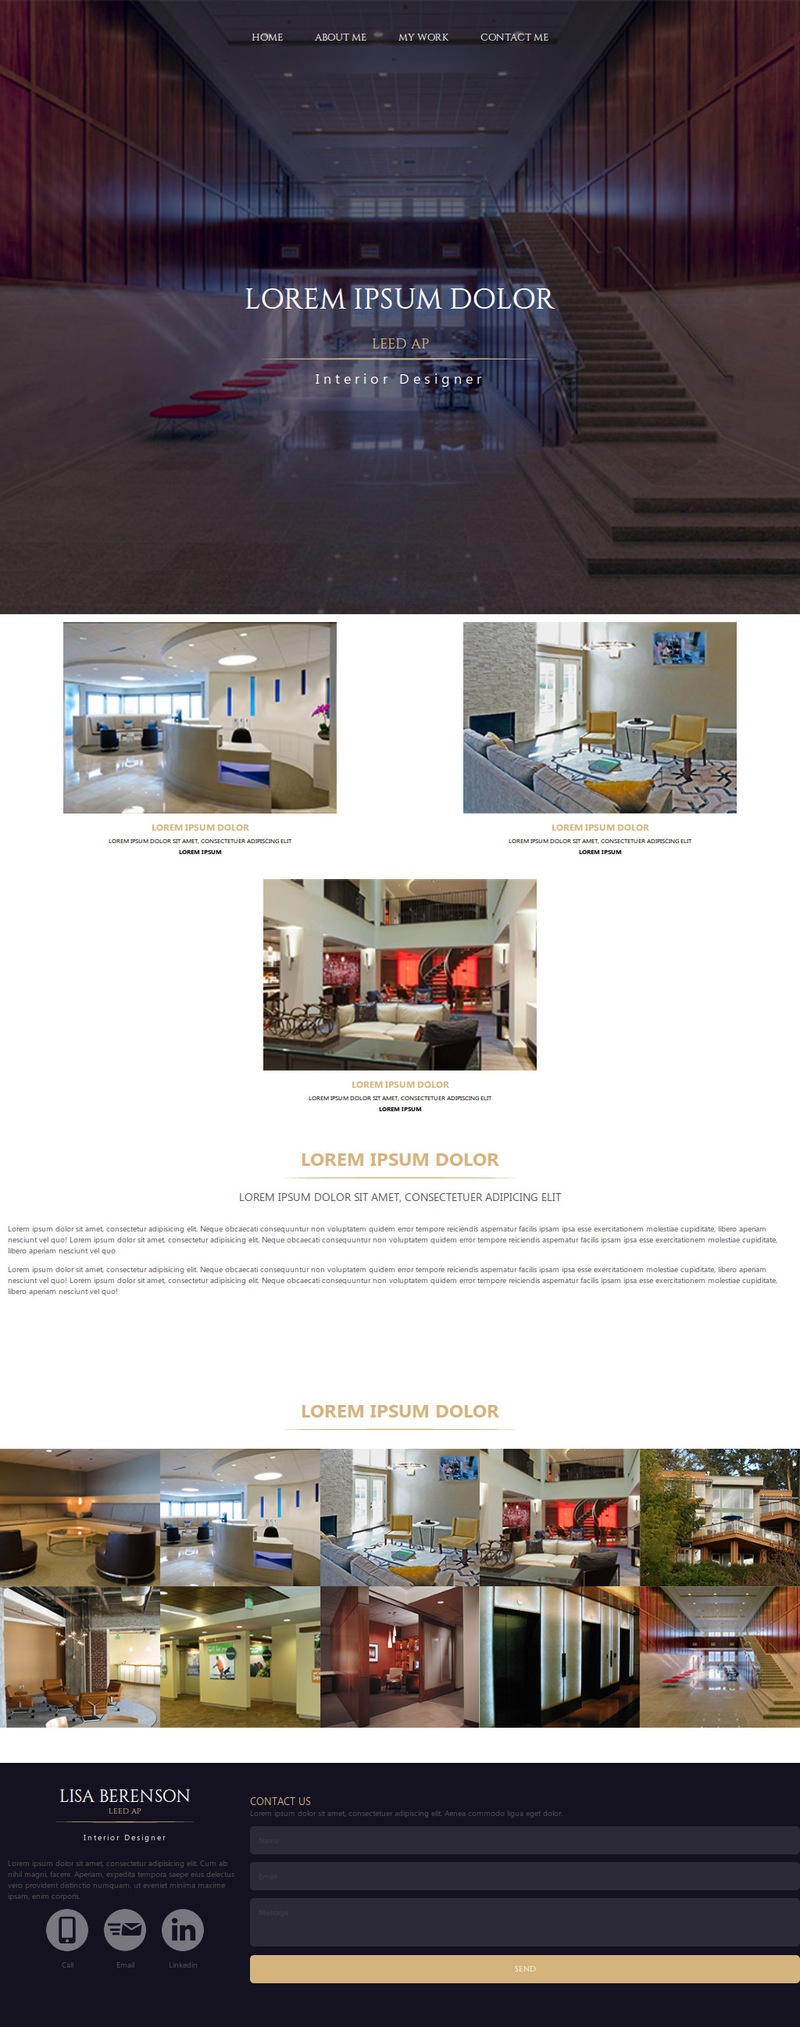 HOME ABOUT ME MY WORK CONTACT ME
LOREM IPSUM DOLOR
LEED AP
Interior Designer
LOREM IPSUM DOLOR
LOREM IPSUM DOLOR SIT AMET, CONSECTETUER ADIPISCING ELIT
LOREM IPSUM
LOREM IPSUM DOLOR
LOREM IPSUM DOLOR SIT AMET, CONSECTETUER ADIPISCING ELIT
LOREM IPSUM
LOREM IPSUM DOLOR
LOREM IPSUM DOLOR SIT AMET, CONSECTETUER ADIPISCING ELIT
LOREM IPSUM
LOREM IPSUM DOLOR
LOREM IPSUM DOLOR SIT AMET, CONSECTETUER ADIPICING ELIT
Lorem ipsum dolor sit amet, consectetur adipisicing elit. Neque obcaecati consequuntur non voluptatem quidem error tempore reiciendis aspernatur facilis ipsam ipsa esse exercitationem molestiae cupiditate, libero aperiam
nesciunt vel quo! Lorem ipsum dolor sit amet, consectetur adipisicing elit. Neque obcaecati consequuntur non voluptatem quidem error tempore reiciendis aspernatur facilis ipsam ipsa esse exercitationem molestiae cupiditate,
libero aperiam nesciunt vel quo
Lorem ipsum dolor sit amet, consectetur adipisicing elit. Neque obcaecati consequuntur non voluptatem quidem error tempore reiciendis aspernatur facilis ipsam ipsa esse exercitationem molestiae cupiditate, libero aperiam
nesciunt vel quo! Lorem ipsum dolor sit amet, consectetur adipisicing elit. Neque obcaecati consequuntur non voluptatem quidem error tempore reiciendis aspernatur facilis ipsam ipsa esse exercitationem molestiae cupiditate,
libero aperiam nesciunt vel quo!
LOREM IPSUM DOLOR
LISA BERENSON
LEED AP
Interior Designer
Lorem ipsum dolor sit amet, consectetur adipisicing elit. Cum ab
nihil magni, facere. Aperiam, expedita tempora saepe eius delectus
vero provident distinctio numquam, ut eveniet minima maxime
ipsam, enim corporis.
in
Call Email Linkedin
CONTACT US
Lorem ipsum dolor sit amet, consectetuer adipiscing elit. Aenea commodo ligua eget dolor.
Name
Email
Message
SEND